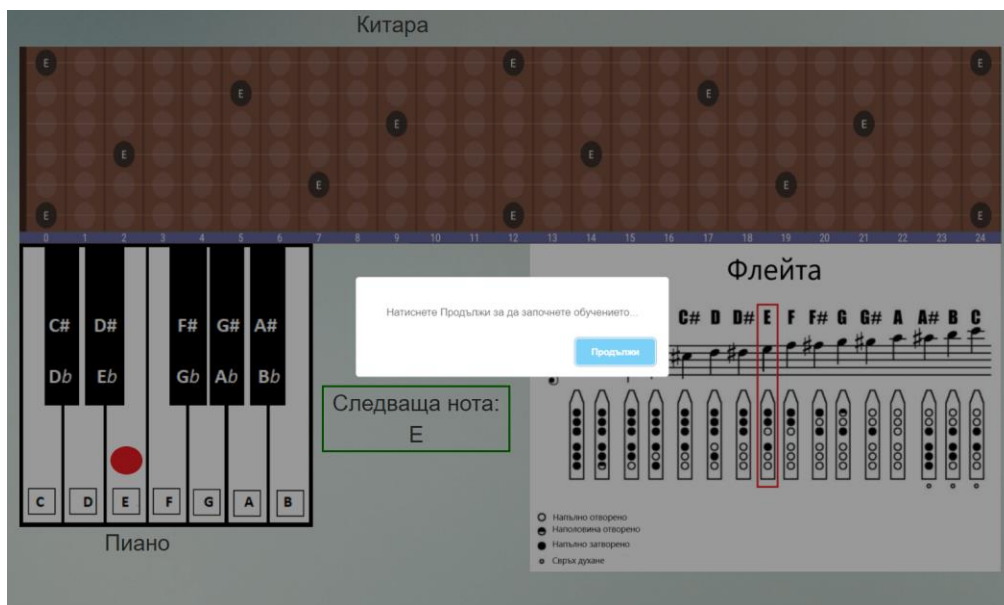 Китара
E E E
E E
E E
E E
E E
E E E
0 1 2 3 4 5 6 7 8 9 10 11 12 13 14 15 16 17 18 19 20 21 22 23 24
Флейта
Натиснете Продължи за да започнете обучението...
Продължи
C# D D# E F F# G G# A A# B C
C# D# F# G# A#
Db Eb Gb Ab Bb
Следваща нота:
E
C D E F G A B
Пиано
Напълно отворено
Наполовина отворено
Напълно затворено
Свръх духане